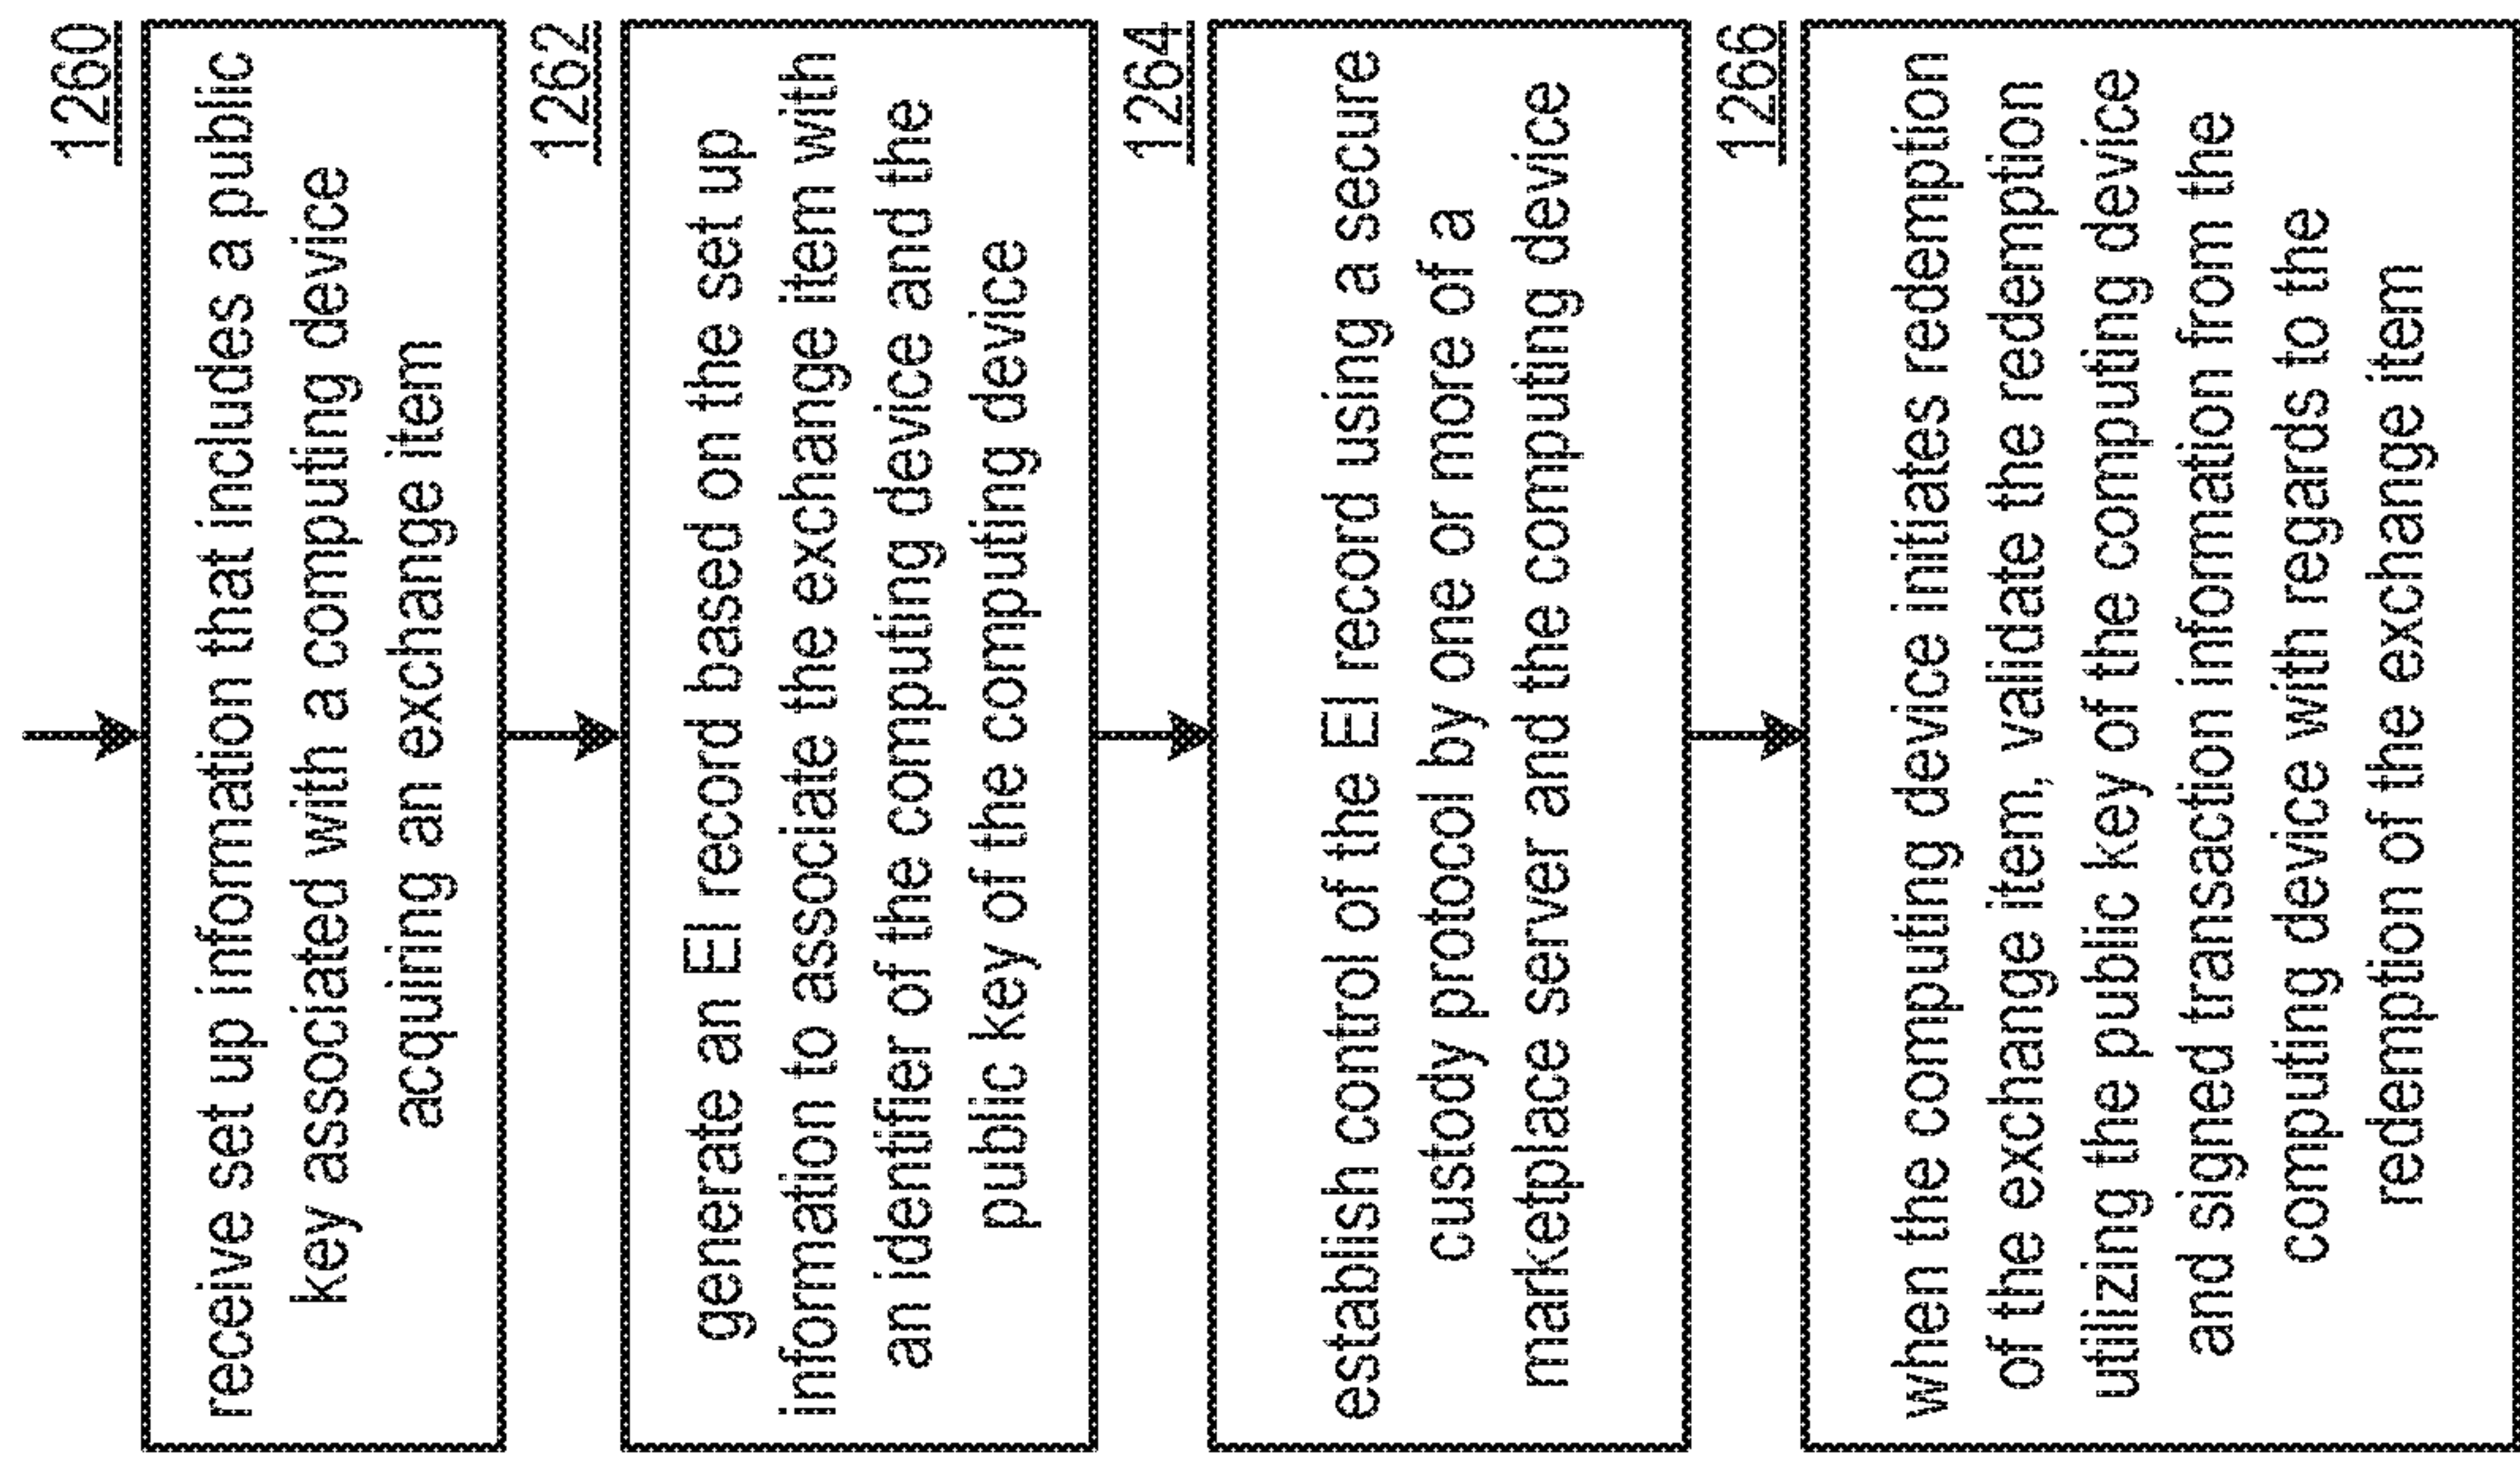 1260
receive set up information that includes a public
key associated with a computing device
acquiring an exchange item
1262
generate an EI record based on the set up
information to associate the exchange item with
an identifier of the computing device and the
public key of the computing device
1264
establish control of the EI record using a secure
custody protocol by one or more of a
marketplace server and the computing device
1266
when the computing device initiates redemption
of the exchange item, validate the redemption
utilizing the public key of the computing device
and signed transaction information from the
computing device with regards to the
redemption of the exchange item